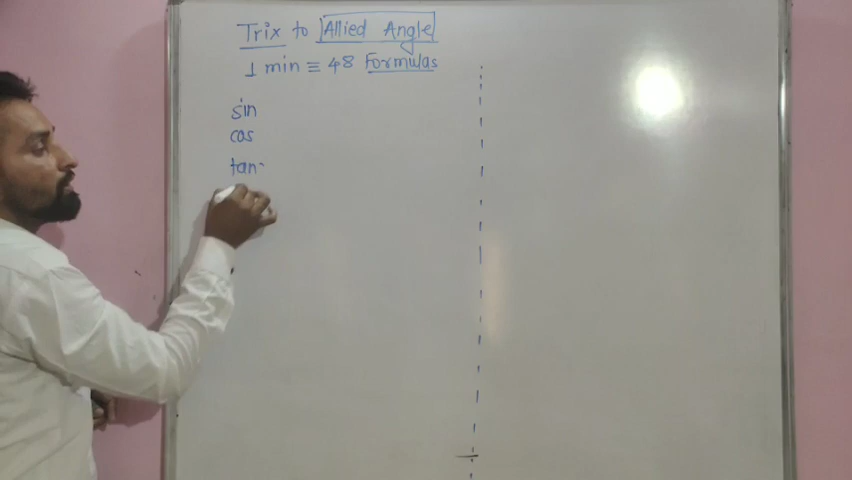 Trix to Allied Angle
1 min ≡ 48 Formulas
sin
cos
tan